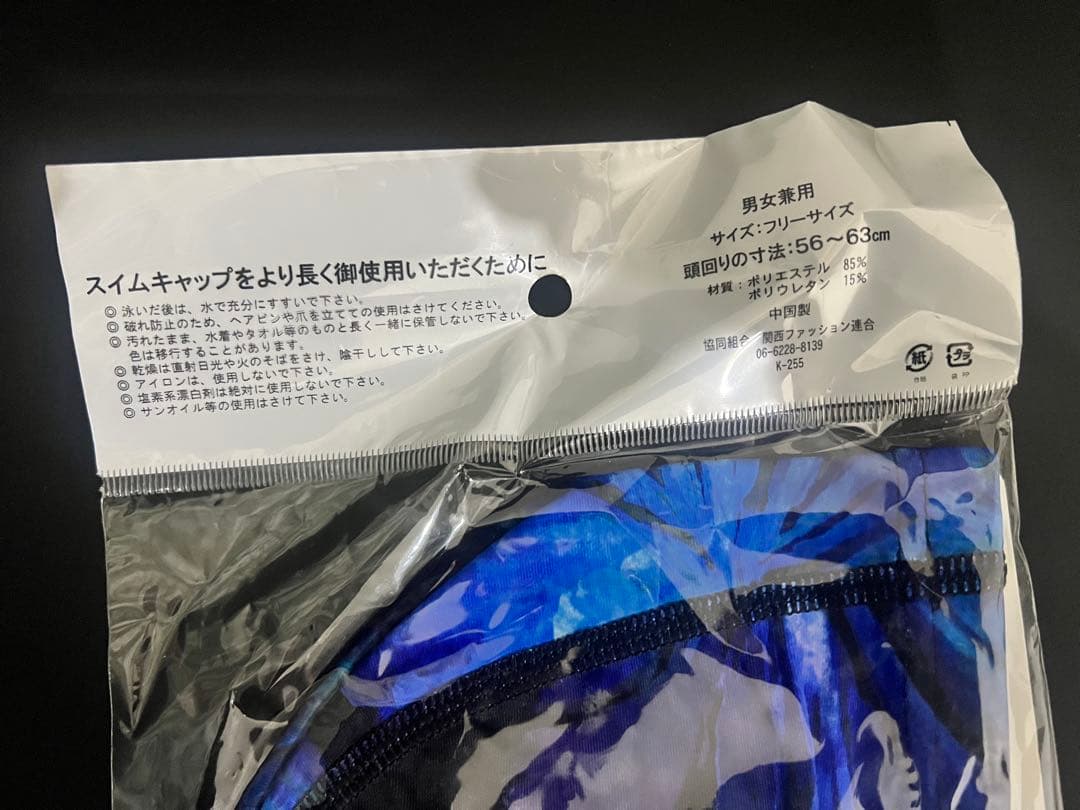 スイムキャップをより長く御使用いただくために
◎ 泳いだ後は、水で充分にすすいで下さい。
◎ 破れ防止のため、ヘアピンや爪を立てての使用はさけてください。
◎ 汚れたまま、水着やタオル等のものと長く一緒に保管しないで下さい。
色は移行することがあります。
◎ 乾燥は直射日光や火のそばをさけ、陰干しして下さい。
◎ アイロンは、使用しないで下さい。
◎ 塩素系漂白剤は絶対に使用しないで下さい。
◎ サンオイル等の使用はさけて下さい。
男女兼用
サイズ:フリーサイズ
頭回りの寸法:56〜63cm
材質:ポリエステル 85%
ポリウレタン 15%
中国製
協同組合 関西ファッション連合
06-6228-8139
K-255
紙
プラ
台紙
袋 PP